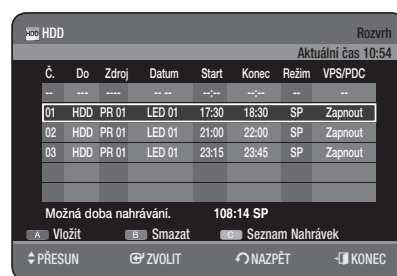 HDD HDD Rozvrh
Aktuální čas 10:54
Č. Do Zdroj Datum Start Konec Režim VPS/PDC
-- --- ---- -- -- --:-- --:-- -- --
01 HDD PR 01 LED 01 17:30 18:30 SP Zapnout
02 HDD PR 01 LED 01 21:00 22:00 SP Zapnout
03 HDD PR 01 LED 01 23:15 23:45 SP Zapnout
Možná doba nahrávání. 108:14 SP
A Vložit B Smazat C Seznam Nahrávek
PŘESUN ZVOLIT NAZPĚT KONEC